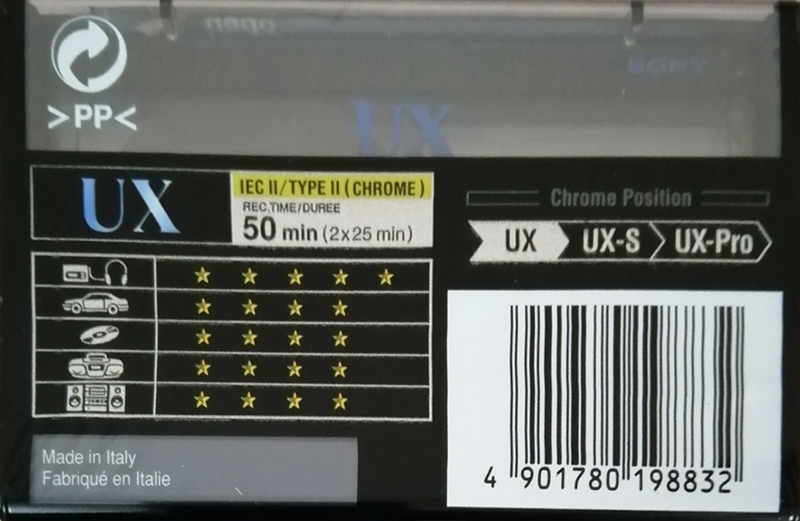 SONY
UX
>PP<
UX
IEC II/TYPE II (CHROME)
REC.TIME/DUREE
50 min (2x25 min)
Chrome Position
UX UX-S UX-Pro
Made in Italy
Fabriqué en Italie
4 901780 198832